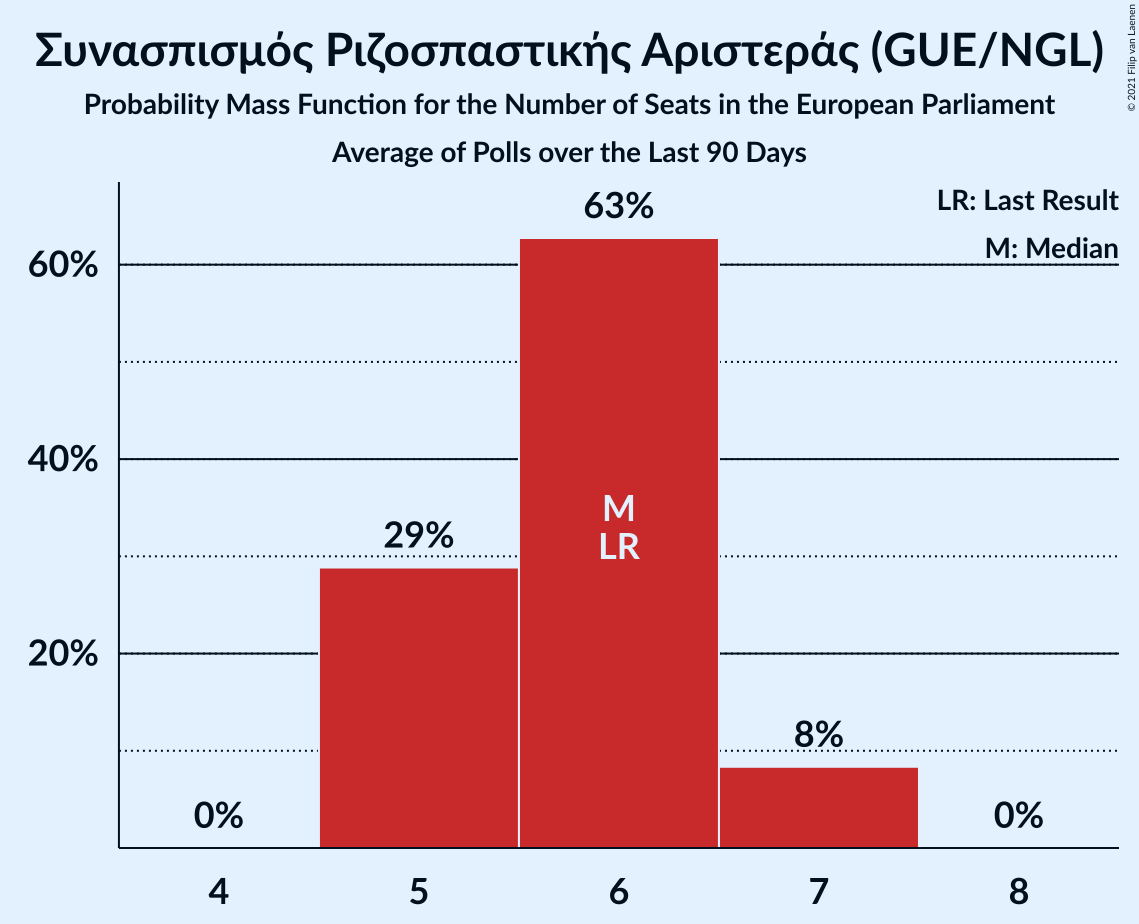 Συνασπισμός Ριζοσπαστικής Αριστεράς (GUE/NGL)
Probability Mass Function for the Number of Seats in the European Parliament
Average of Polls over the Last 90 Days
© 2021 Filip van Laenen
LR: Last Result
M: Median
63%
60%
40%
M
LR
29%
20%
8%
0%
0%
4
5
6
7
8